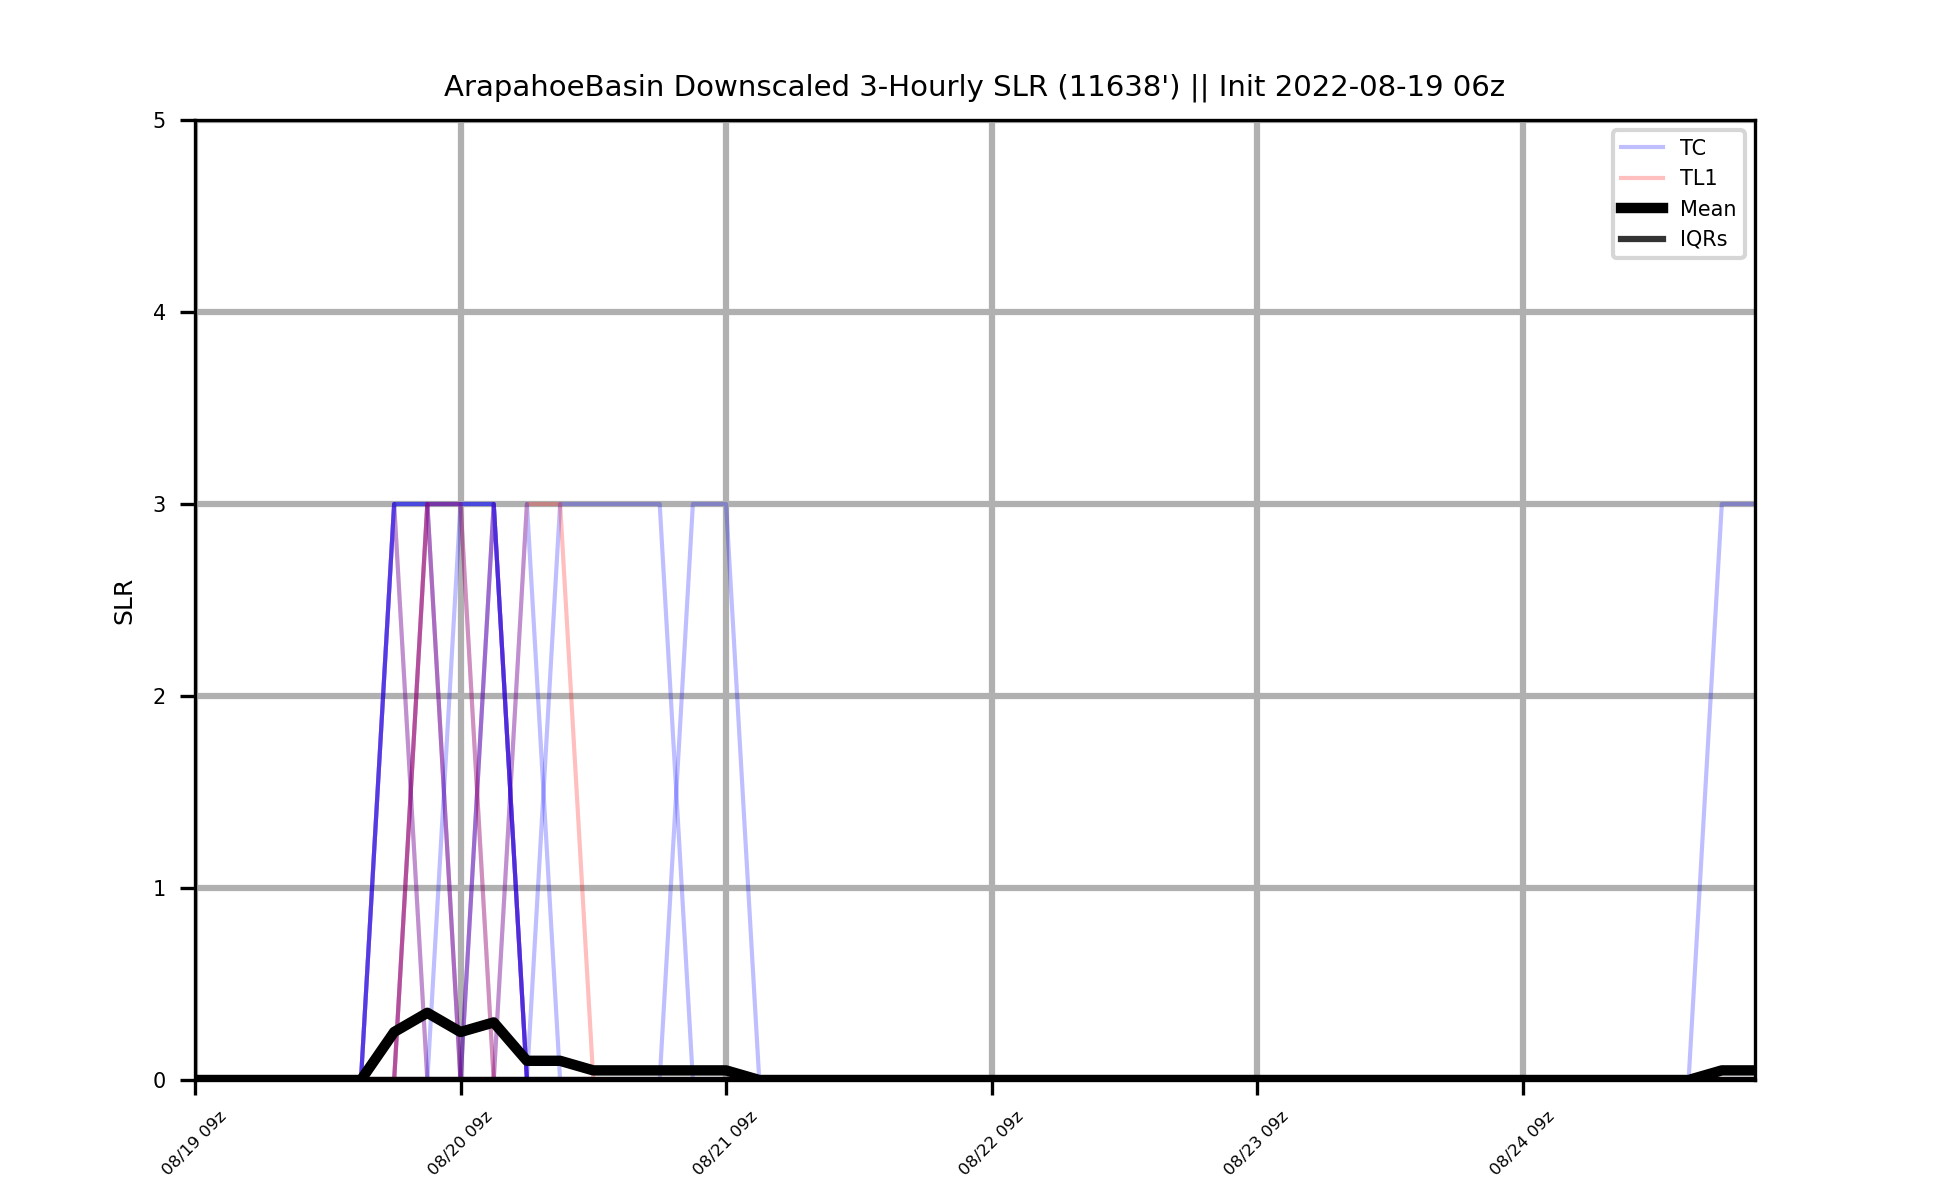 ArapahoeBasin Downscaled 3-Hourly SLR (11638') || Init 2022-08-19 06z
TC
TL1
Mean
IQRs
SLR
5
4
3
2
1
0
08/19 09z
08/20 09z
08/21 09z
08/22 09z
08/23 09z
08/24 09z